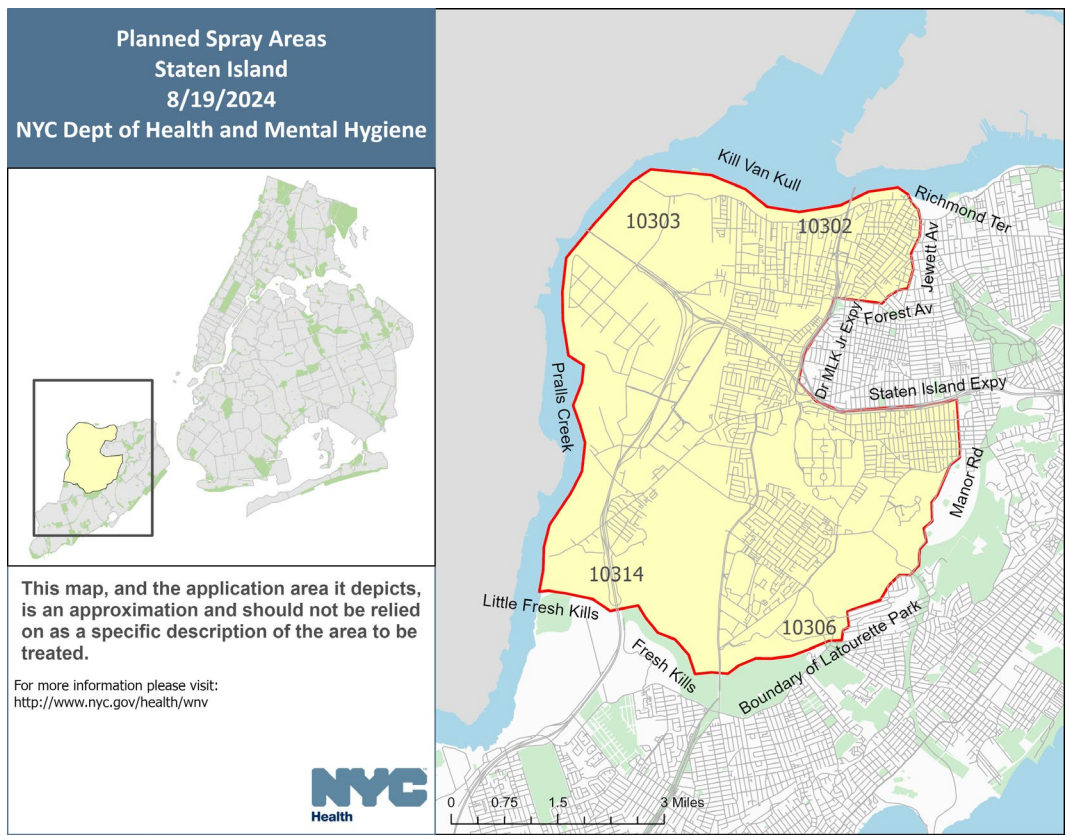 Planned Spray Areas
Staten Island
8/19/2024
NYC Dept of Health and Mental Hygiene
This map, and the application area it depicts,
is an approximation and should not be relied
on as a specific description of the area to be
treated.
For more information please visit:
http://www.nyc.gov/health/wnv
NYC
Health
Kill Van Kull
Richmond Ter
10303
10302
Jewett Av
Forest Av
Dr MLK Jr Expy
Staten Island Expy
Pralls Creek
Manor Rd
10314
Little Fresh Kills
10306
Fresh Kills
Boundary of Latourette Park
0 0.75 1.5 3 Miles